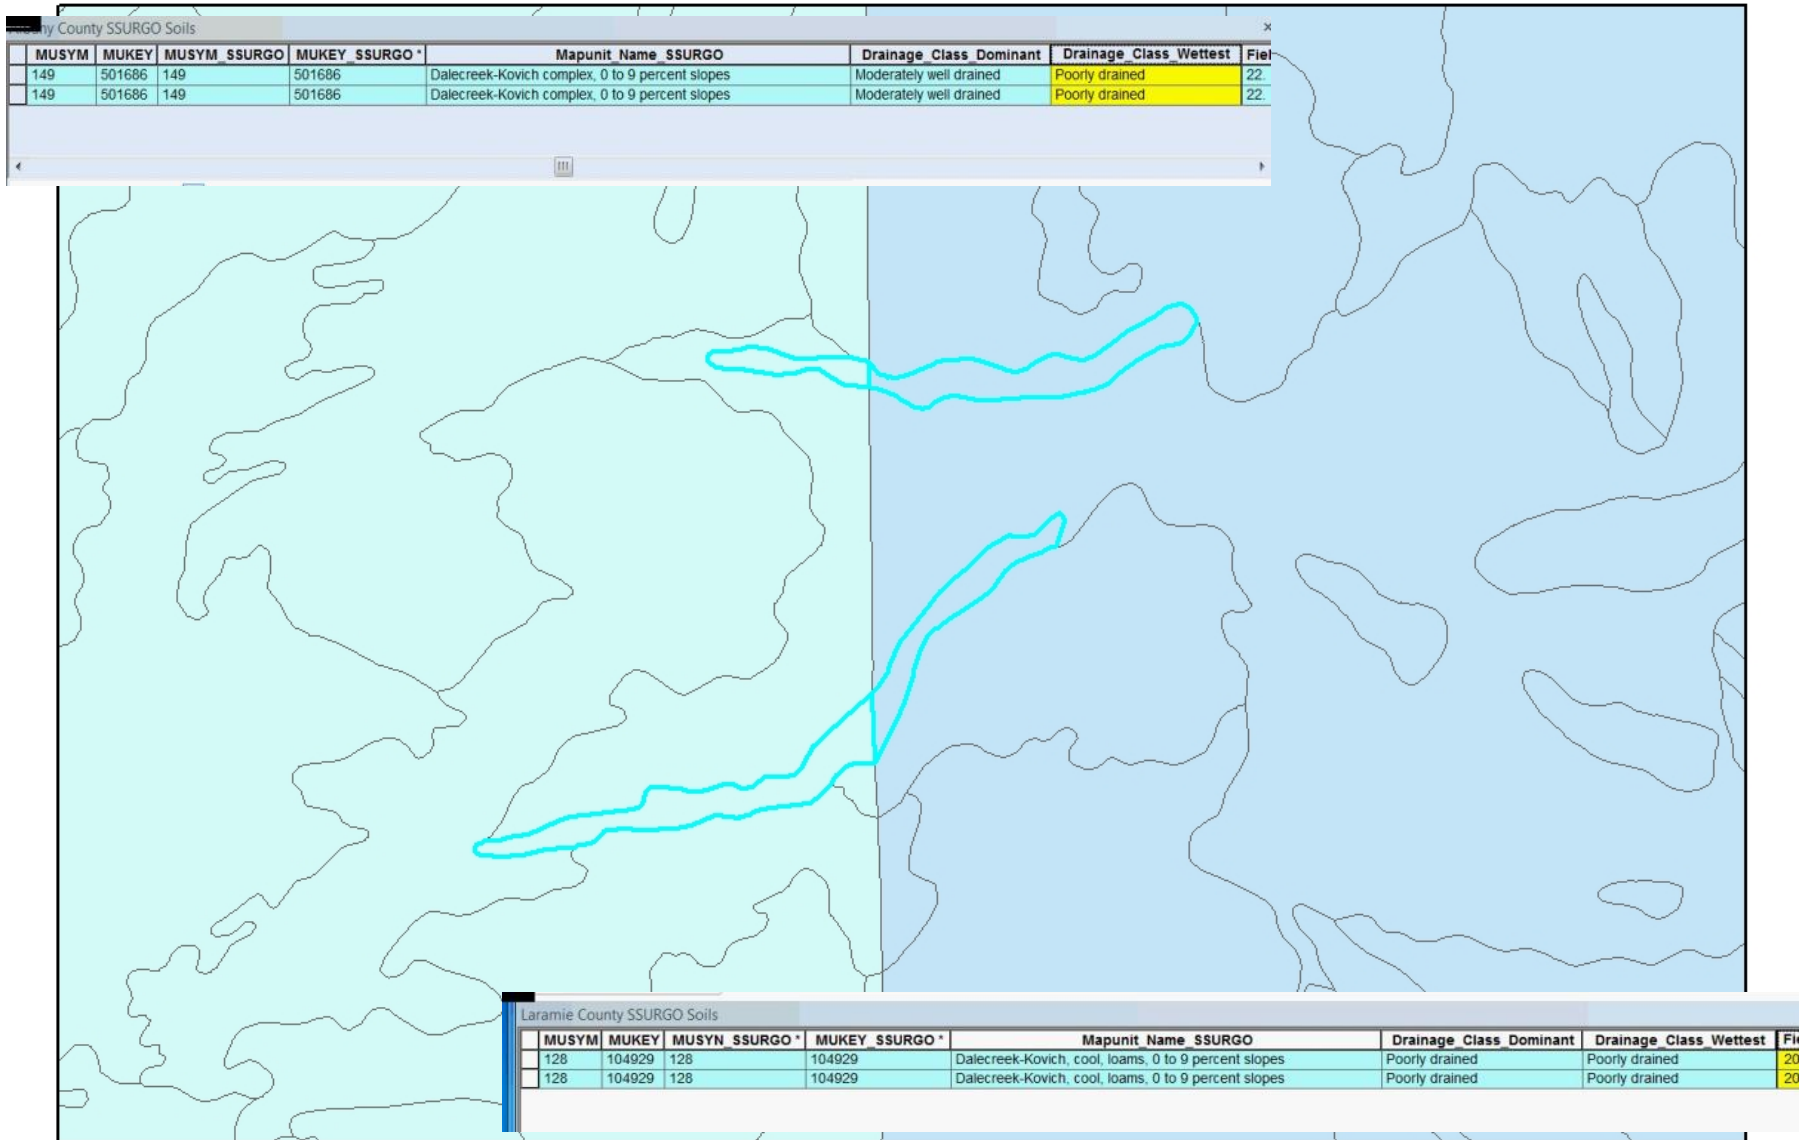 County SSURGO Soils
MUSYM MUKEY MUSYM_SSURGO MUKEY_SSURGO * Mapunit_Name_SSURGO Drainage_Class_Dominant Drainage_Class_Wettest Fiel
149 501686 149 501686 Dalecreek-Kovich complex, 0 to 9 percent slopes Moderately well drained Poorly drained 22.
149 501686 149 501686 Dalecreek-Kovich complex, 0 to 9 percent slopes Moderately well drained Poorly drained 22.
Laramie County SSURGO Soils
MUSYM MUKEY MUSYN_SSURGO * MUKEY_SSURGO * Mapunit_Name_SSURGO Drainage_Class_Dominant Drainage_Class_Wettest Fie
128 104929 128 104929 Dalecreek-Kovich, cool, loams, 0 to 9 percent slopes Poorly drained Poorly drained 20
128 104929 128 104929 Dalecreek-Kovich, cool, loams, 0 to 9 percent slopes Poorly drained Poorly drained 20